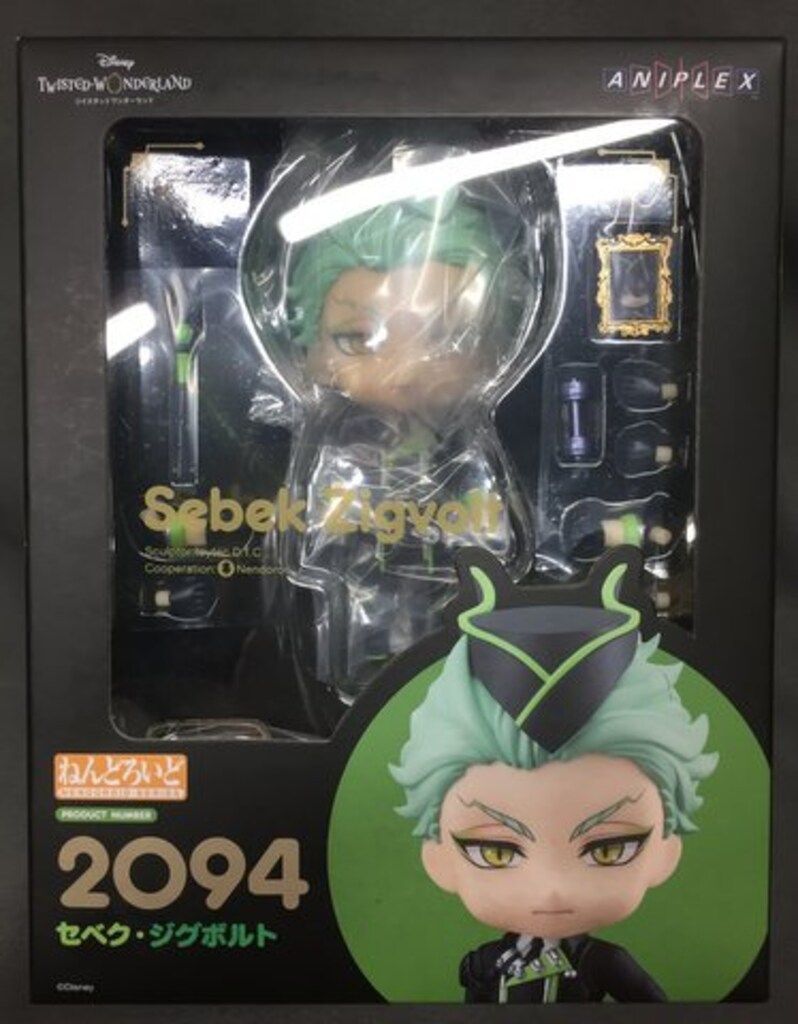 Disney
TWISTED-WONDERLAND
ツイステッドワンダーランド
ANIPLEX
Sebek Zigvolt
D.I.C
Cooperation: Nendoron
ねんどろいど
NENDOROID SERIES
PRODUCT NUMBER
2094
セベク・ジグボルト
©Disney